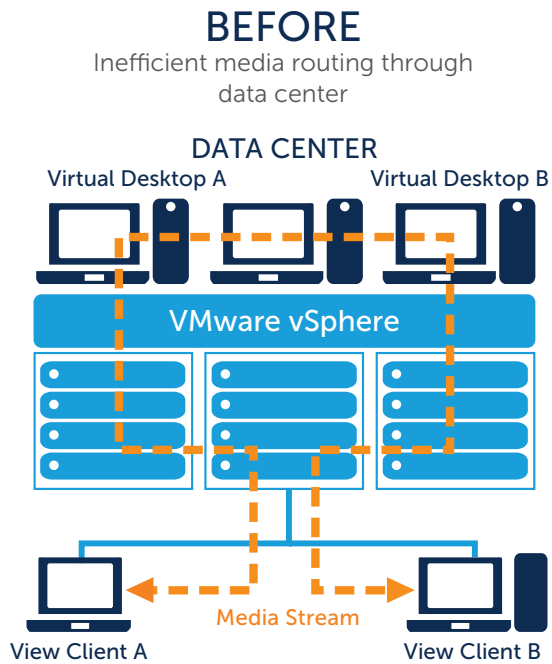 BEFORE
Inefficient media routing through
data center
DATA CENTER
Virtual Desktop A
Virtual Desktop B
VMware vSphere
Media Stream
View Client A
View Client B